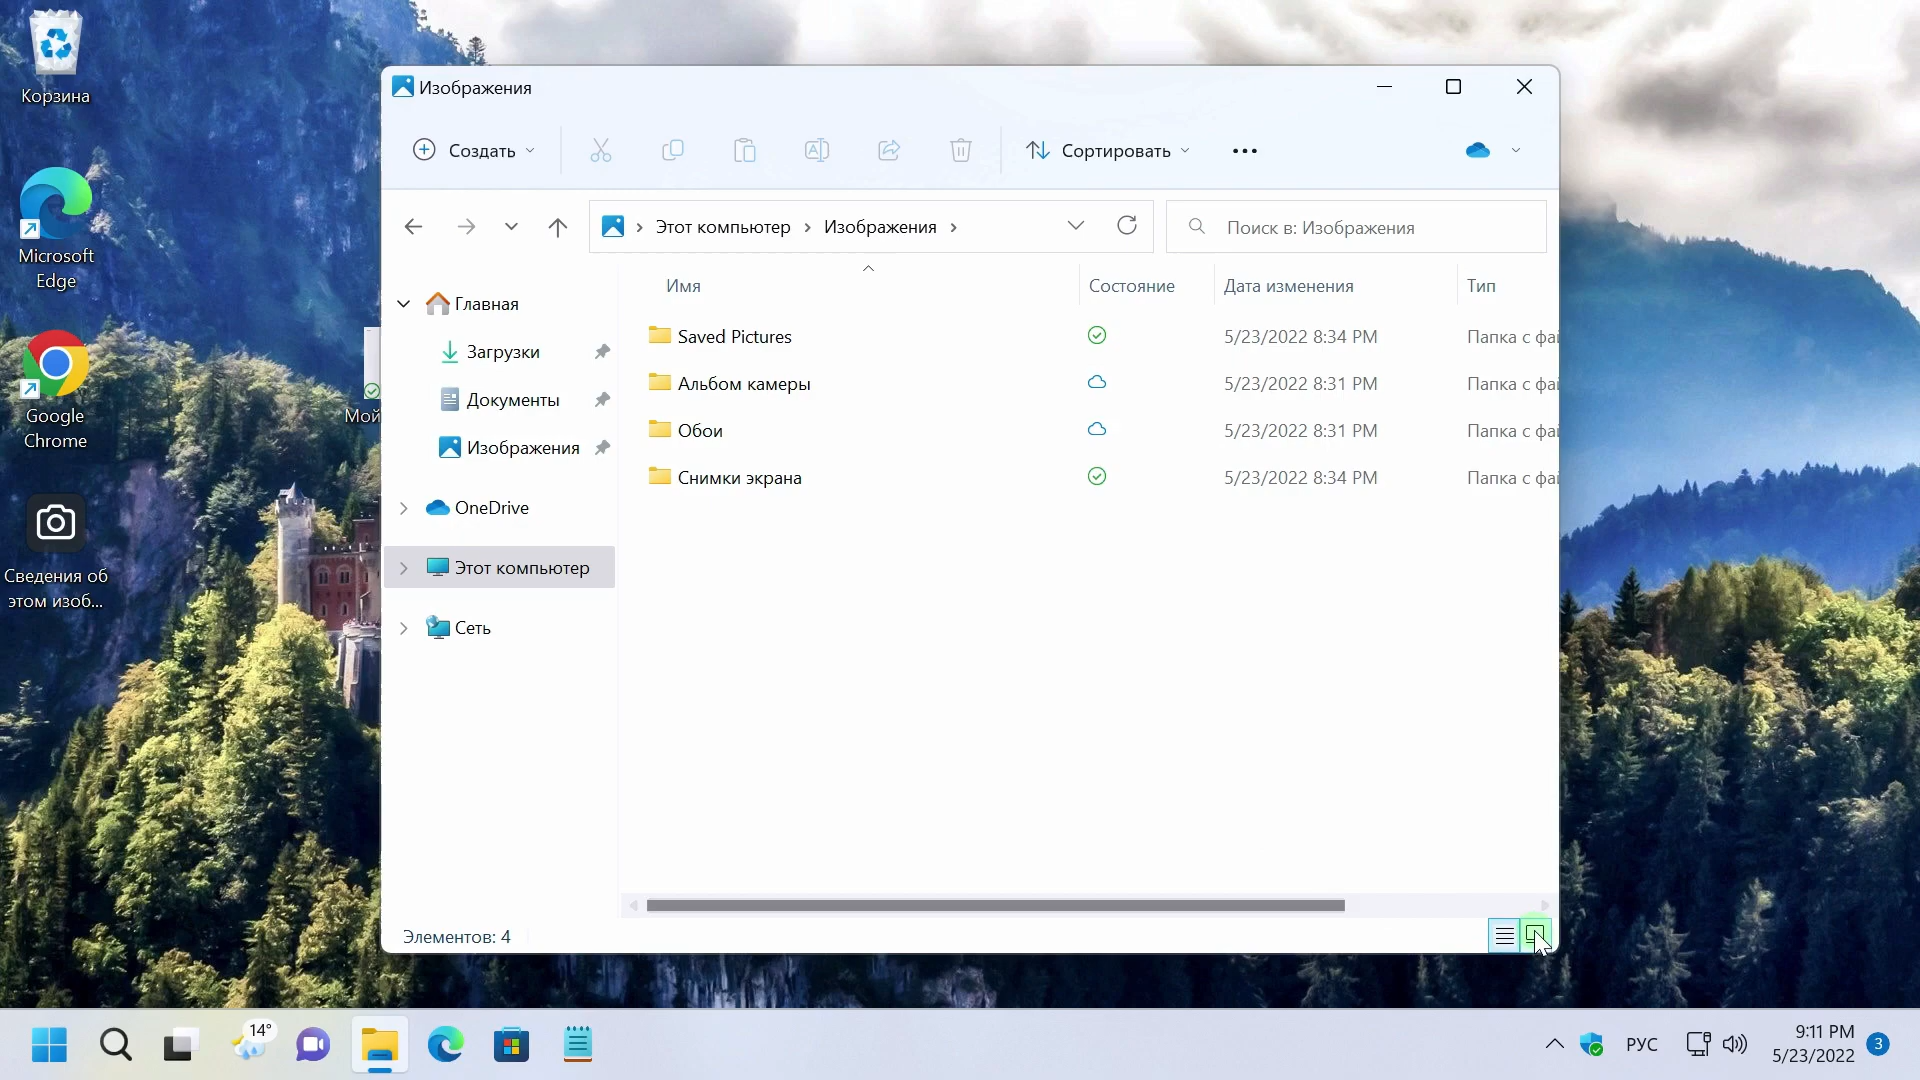 Корзина
Microsoft
Edge
Google
Chrome
Мой
Сведения об
этом изоб...
Изображения
Создать
Сортировать
Этот компьютер
Изображения
Поиск в: Изображения
Имя
Состояние
Дата изменения
Тип
Главная
Загрузки
Документы
Изображения
OneDrive
Этот компьютер
Сеть
Saved Pictures
5/23/2022 8:34 PM
Папка с фай
Альбом камеры
5/23/2022 8:31 PM
Папка с фай
Обои
5/23/2022 8:31 PM
Папка с фай
Снимки экрана
5/23/2022 8:34 PM
Папка с фай
Элементов: 4
14°
РУС
9:11 PM
5/23/2022
3